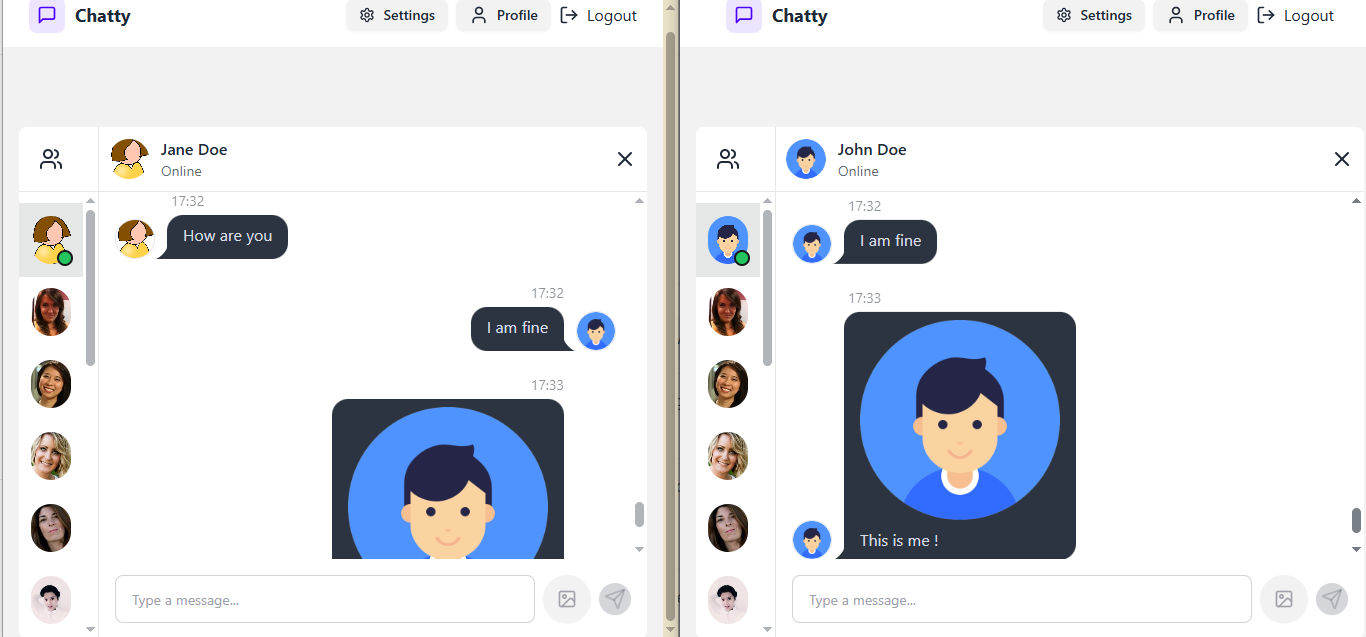 Chatty
Settings
Profile
Logout
Jane Doe
Online
17:32
How are you
17:32
I am fine
17:33
Type a message...
Chatty
Settings
Profile
Logout
John Doe
Online
17:32
I am fine
17:33
This is me !
Type a message...